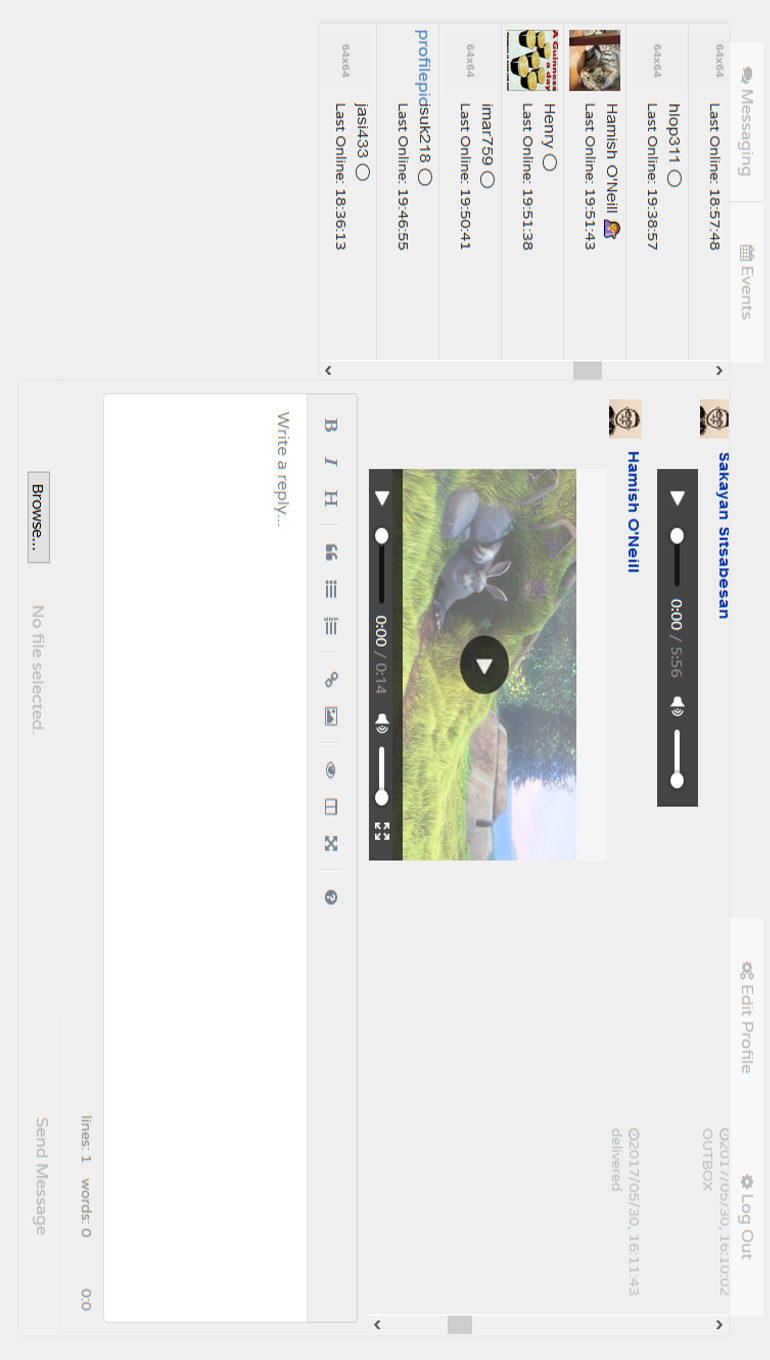 Messaging
Events
Edit Profile
Log Out
64x64
Last Online: 18:57:48
64x64
hlop311
Last Online: 19:38:57
Hamish O'Neill
Last Online: 19:51:43
A Guinness
a day
Henry
Last Online: 19:51:38
64x64
imar759
Last Online: 19:50:41
profilepic
suk218
Last Online: 19:46:55
64x64
jasi433
Last Online: 18:36:13
Sakayan Sitsabesan
2017/05/30, 16:10:02
OUTBOX
0:00 / 5:56
Hamish O'Neill
2017/05/30, 16:11:43
delivered
0:00 / 0:14
B I H
Write a reply...
lines: 1 words: 0 0:0
Browse... No file selected.
Send Message